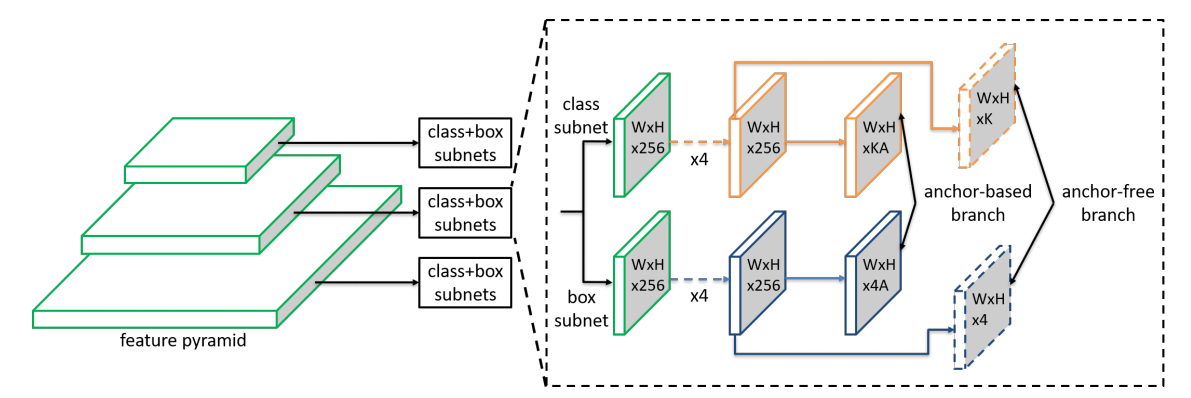 class+box
subnets
class+box
subnets
class+box
subnets
feature pyramid
class
subnet
WxH
x256
x4
WxH
x256
WxH
xKA
WxH
xK
anchor-based
branch
anchor-free
branch
box
subnet
WxH
x256
x4
WxH
x256
WxH
x4A
WxH
x4